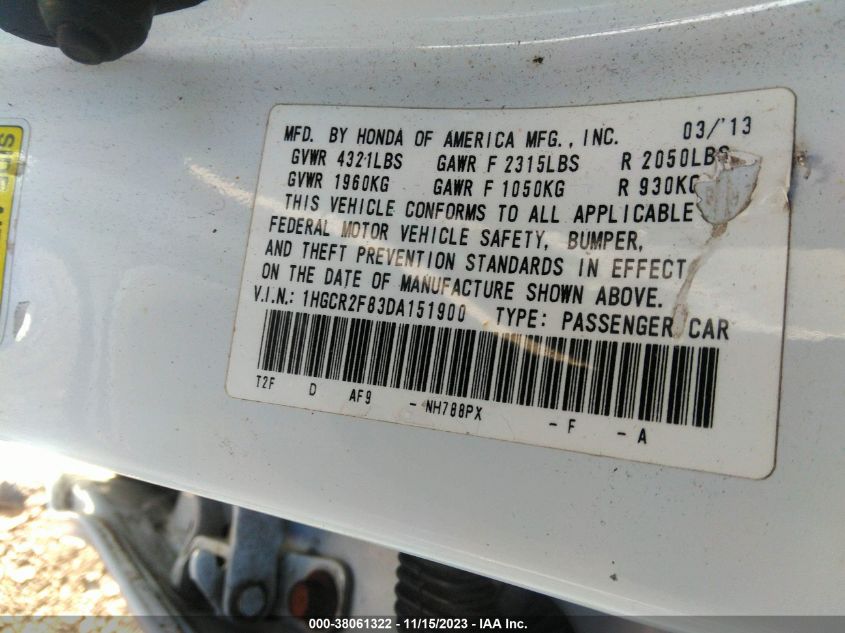 MFD. BY HONDA OF AMERICA MFG., INC. 03/'13
GVWR 4321LBS GAWR F 2315LBS R 2050LBS
GVWR 1960KG GAWR F 1050KG R 930KG
THIS VEHICLE CONFORMS TO ALL APPLICABLE
FEDERAL MOTOR VEHICLE SAFETY, BUMPER,
AND THEFT PREVENTION STANDARDS IN EFFECT
ON THE DATE OF MANUFACTURE SHOWN ABOVE.
V.I.N.: 1HGCR2F83DA151900 TYPE: PASSENGER CAR
T2F D AF9 - NH788PX - F - A
000-38061322 - 11/15/2023 - IAA Inc.